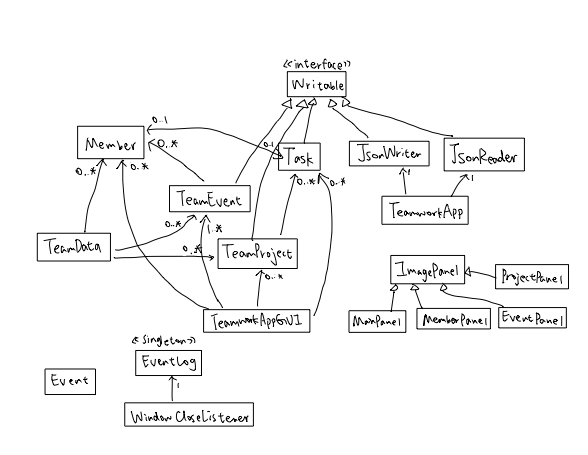 <<interface>>
Writable
0..1
Member
0..*
0..1
Task
JsonWriter
JsonReader
0..*
0..*
0..*
0..*
1
1
TeamEvent
TeamworkApp
0..*
1..*
TeamData
0..*
TeamProject
ImagePanel
ProjectPanel
0..*
TeamworkAppGUI
MainPanel
MemberPanel
EventPanel
<<Singleton>>
EventLog
Event
1
WindowCloseListener